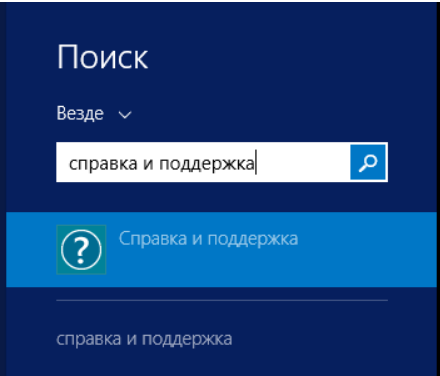 Поиск
Везде
справка и поддержка
Справка и поддержка
справка и поддержка